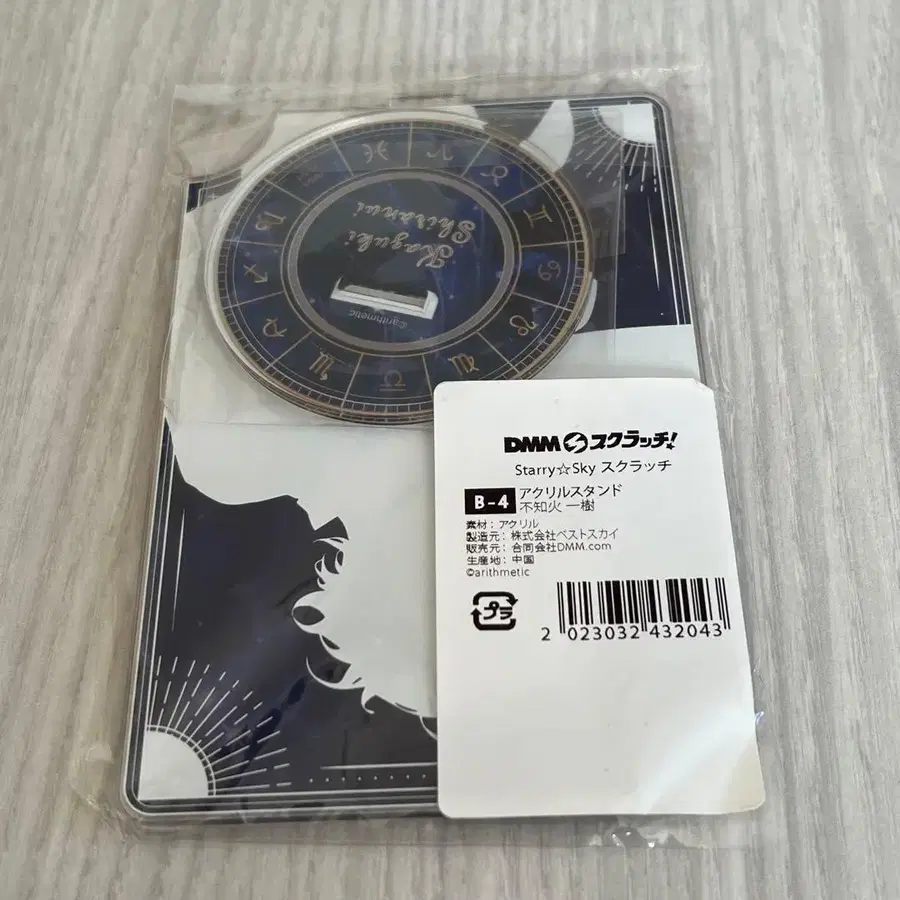 Kazuki
Shiranui
©arithmetic
DMMスクラッチ!
Starry☆Sky スクラッチ
B-4 アクリルスタンド
不知火 一樹
素材：アクリル
製造元：株式会社ベストスカイ
販売元：合同会社DMM.com
生産地：中国
©arithmetic
プラ
2 023032 432043